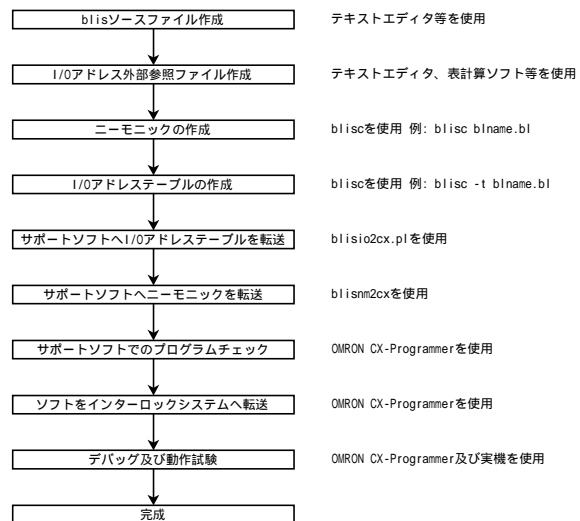 blisソースファイル作成 テキストエディタ等を使用
I/Oアドレス外部参照ファイル作成 テキストエディタ、表計算ソフト等を使用
ニーモニックの作成 bliscを使用 例: blisc blname.bl
I/Oアドレステーブルの作成 bliscを使用 例: blisc -t blname.bl
サポートソフトへI/Oアドレステーブルを転送 blisio2cx.plを使用
サポートソフトへニーモニックを転送 blisnm2cxを使用
サポートソフトでのプログラムチェック OMRON CX-Programmerを使用
ソフトをインターロックシステムへ転送 OMRON CX-Programmerを使用
デバッグ及び動作試験 OMRON CX-Programmer及び実機を使用
完成